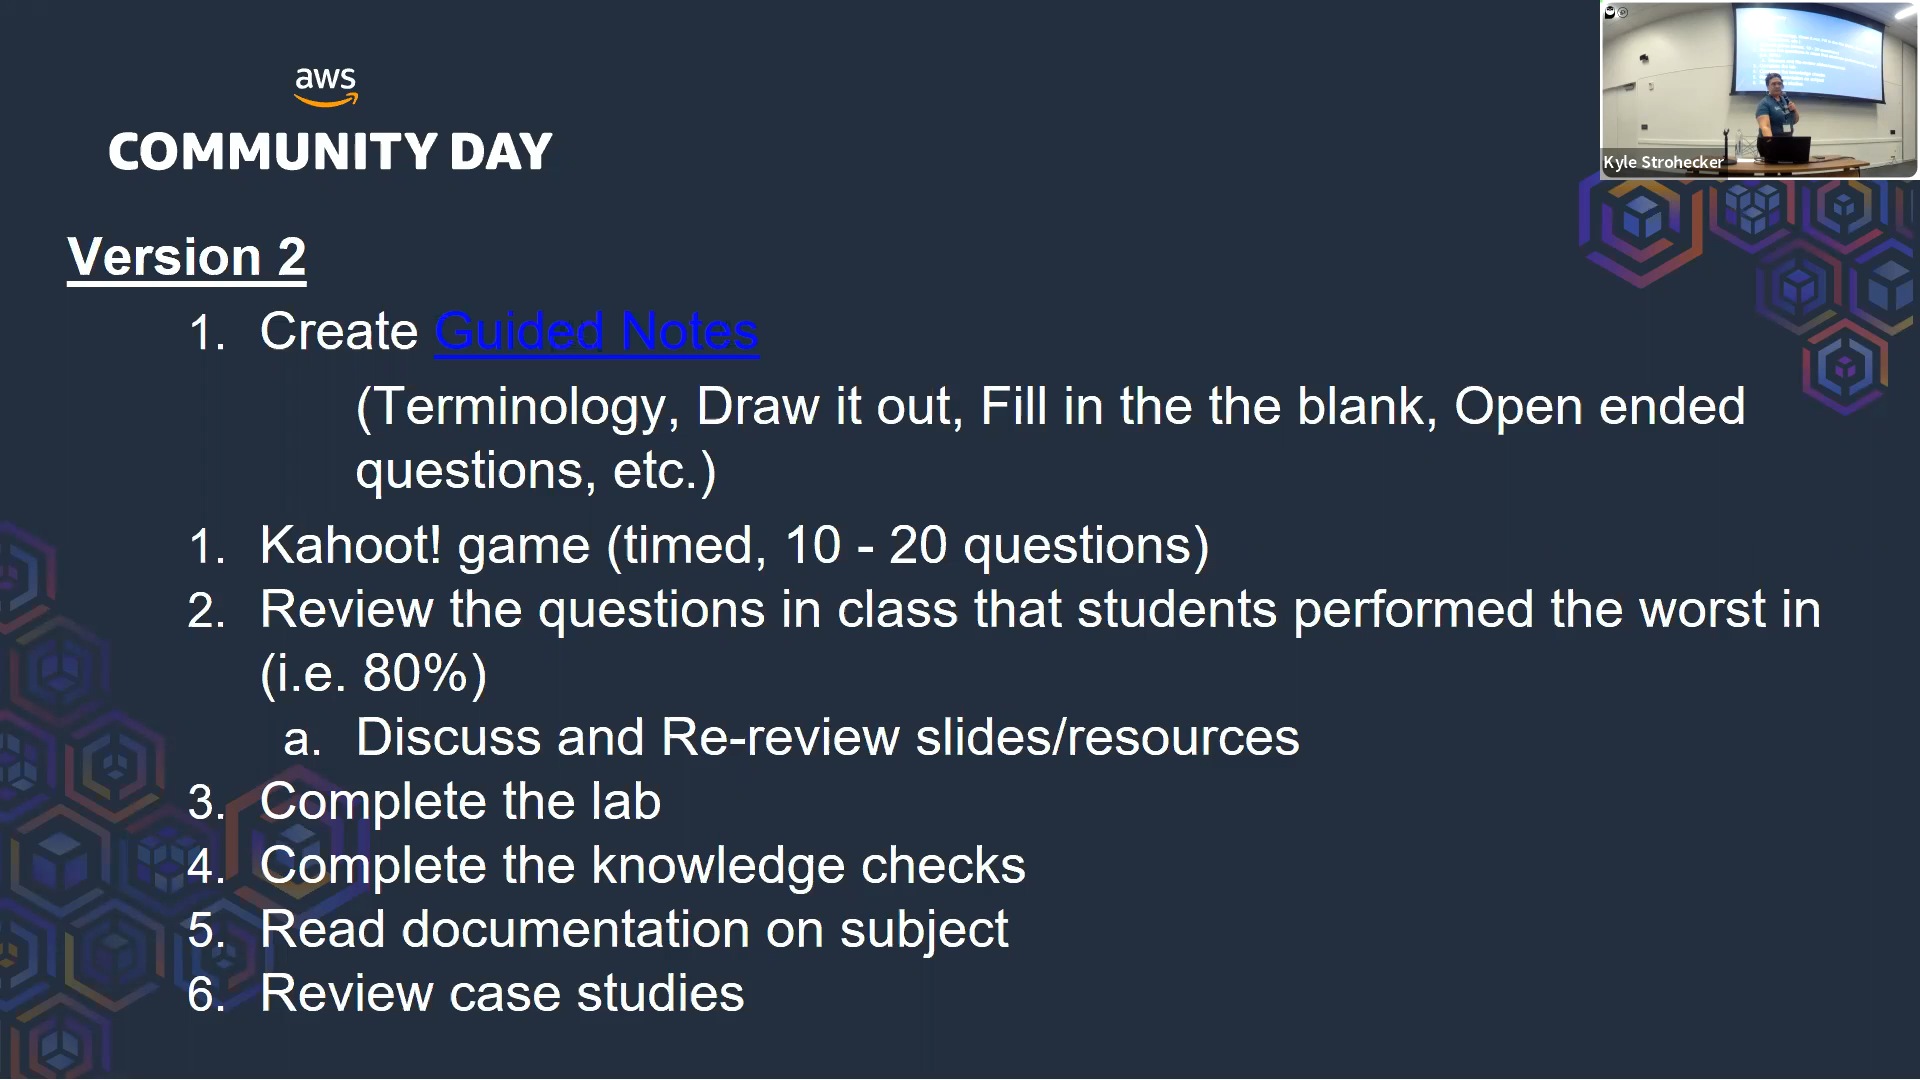 aws
COMMUNITY DAY
Kyle Strohecker
Version 2
1. Create Guided Notes
(Terminology, Draw it out, Fill in the the blank, Open ended
questions, etc.)
1. Kahoot! game (timed, 10 - 20 questions)
2. Review the questions in class that students performed the worst in
(i.e. 80%)
a. Discuss and Re-review slides/resources
3. Complete the lab
4. Complete the knowledge checks
5. Read documentation on subject
6. Review case studies